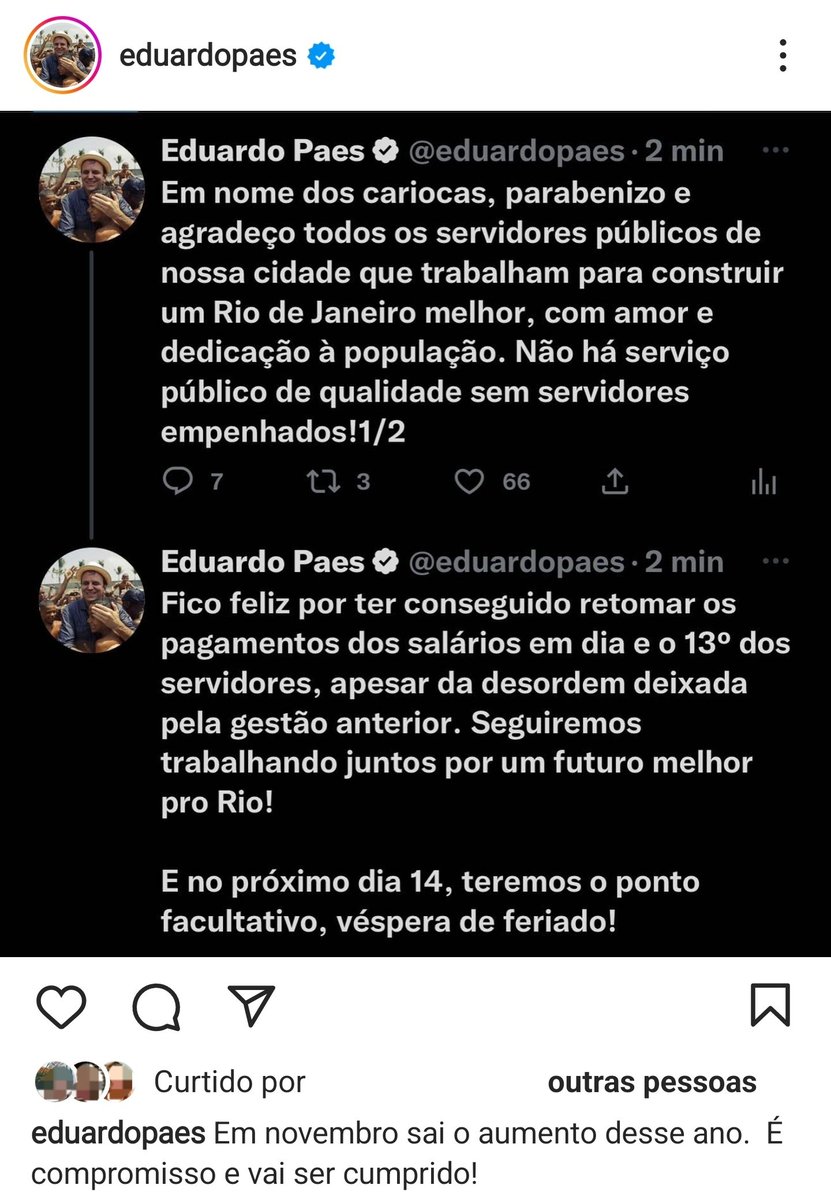 eduardopaes
Eduardo Paes @eduardopaes · 2 min
Em nome dos cariocas, parabenizo e
agradeço todos os servidores públicos de
nossa cidade que trabalham para construir
um Rio de Janeiro melhor, com amor e
dedicação à população. Não há serviço
público de qualidade sem servidores
empenhados!1/2
7 3 66
Eduardo Paes @eduardopaes · 2 min
Fico feliz por ter conseguido retomar os
pagamentos dos salários em dia e o 13º dos
servidores, apesar da desordem deixada
pela gestão anterior. Seguiremos
trabalhando juntos por um futuro melhor
pro Rio!
E no próximo dia 14, teremos o ponto
facultativo, véspera de feriado!
Curtido por outras pessoas
eduardopaes Em novembro sai o aumento desse ano. É
compromisso e vai ser cumprido!